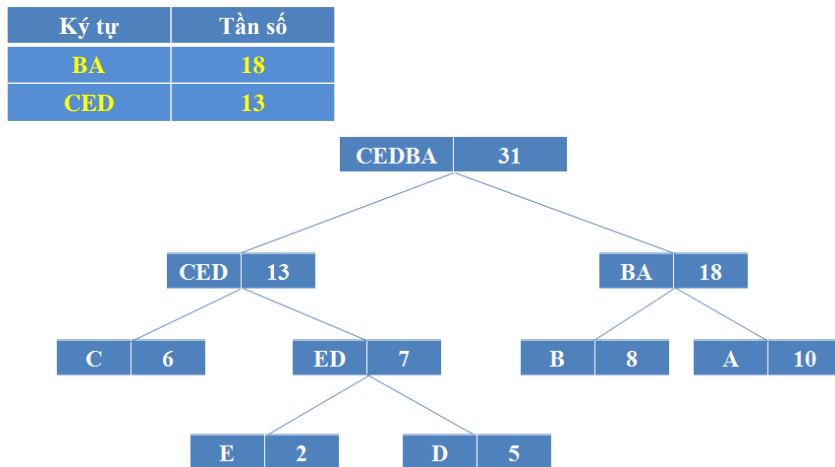 Ký tự Tần số
BA 18
CED 13
CEDBA 31
CED 13 BA 18
C 6 ED 7 B 8 A 10
E 2 D 5